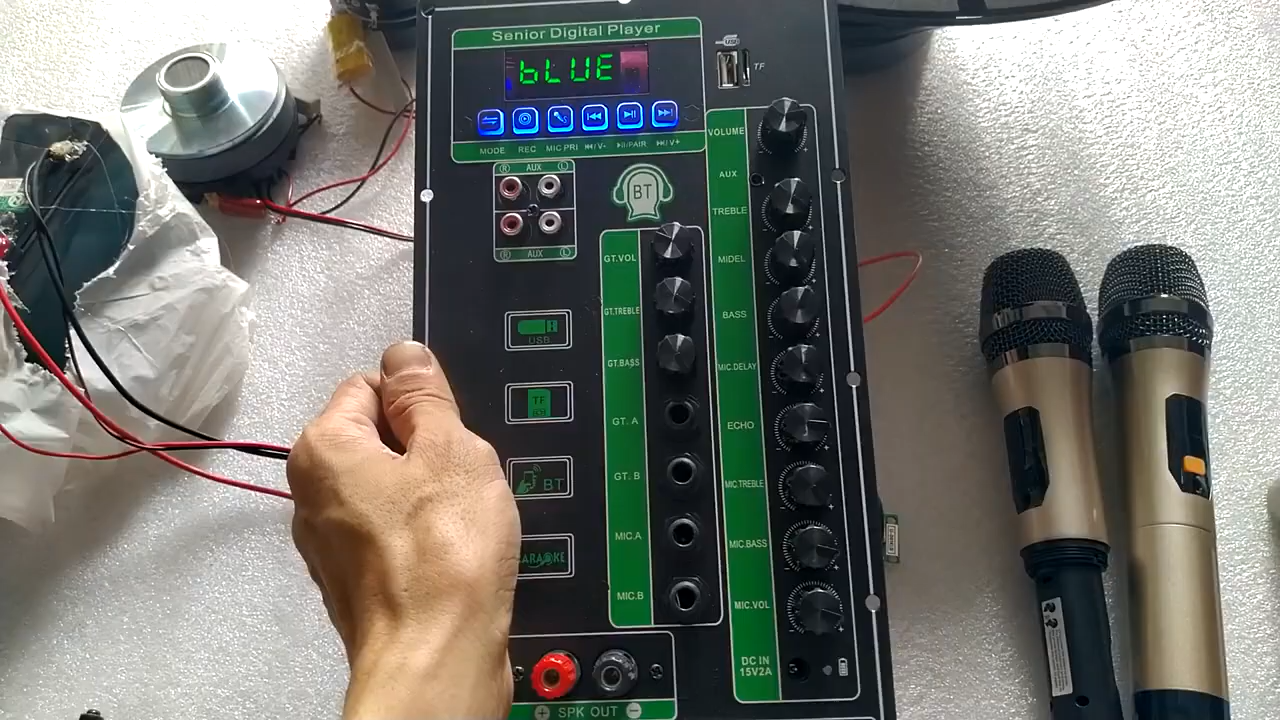 Senior Digital Player
bLUE
MODE REC MIC PRI ⏮/V- ⏯/PAIR ⏭/V+
USB
TF
R AUX L
R AUX L
BT
VOLUME
AUX
TREBLE
MIDEL
BASS
MIC.DELAY
ECHO
MIC.TREBLE
MIC.BASS
MIC.VOL
DC IN
15V2A
GT.VOL
GT.TREBLE
GT.BASS
GT. A
GT. B
MIC.A
MIC.B
USB
TF
BT
ARAOKE
+ SPK OUT −